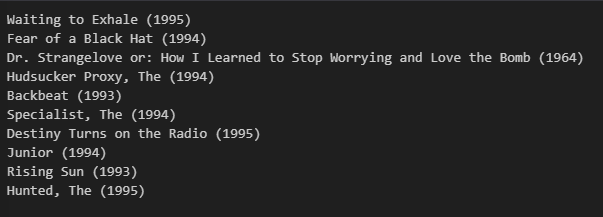 Waiting to Exhale (1995)
Fear of a Black Hat (1994)
Dr. Strangelove or: How I Learned to Stop Worrying and Love the Bomb (1964)
Hudsucker Proxy, The (1994)
Backbeat (1993)
Specialist, The (1994)
Destiny Turns on the Radio (1995)
Junior (1994)
Rising Sun (1993)
Hunted, The (1995)